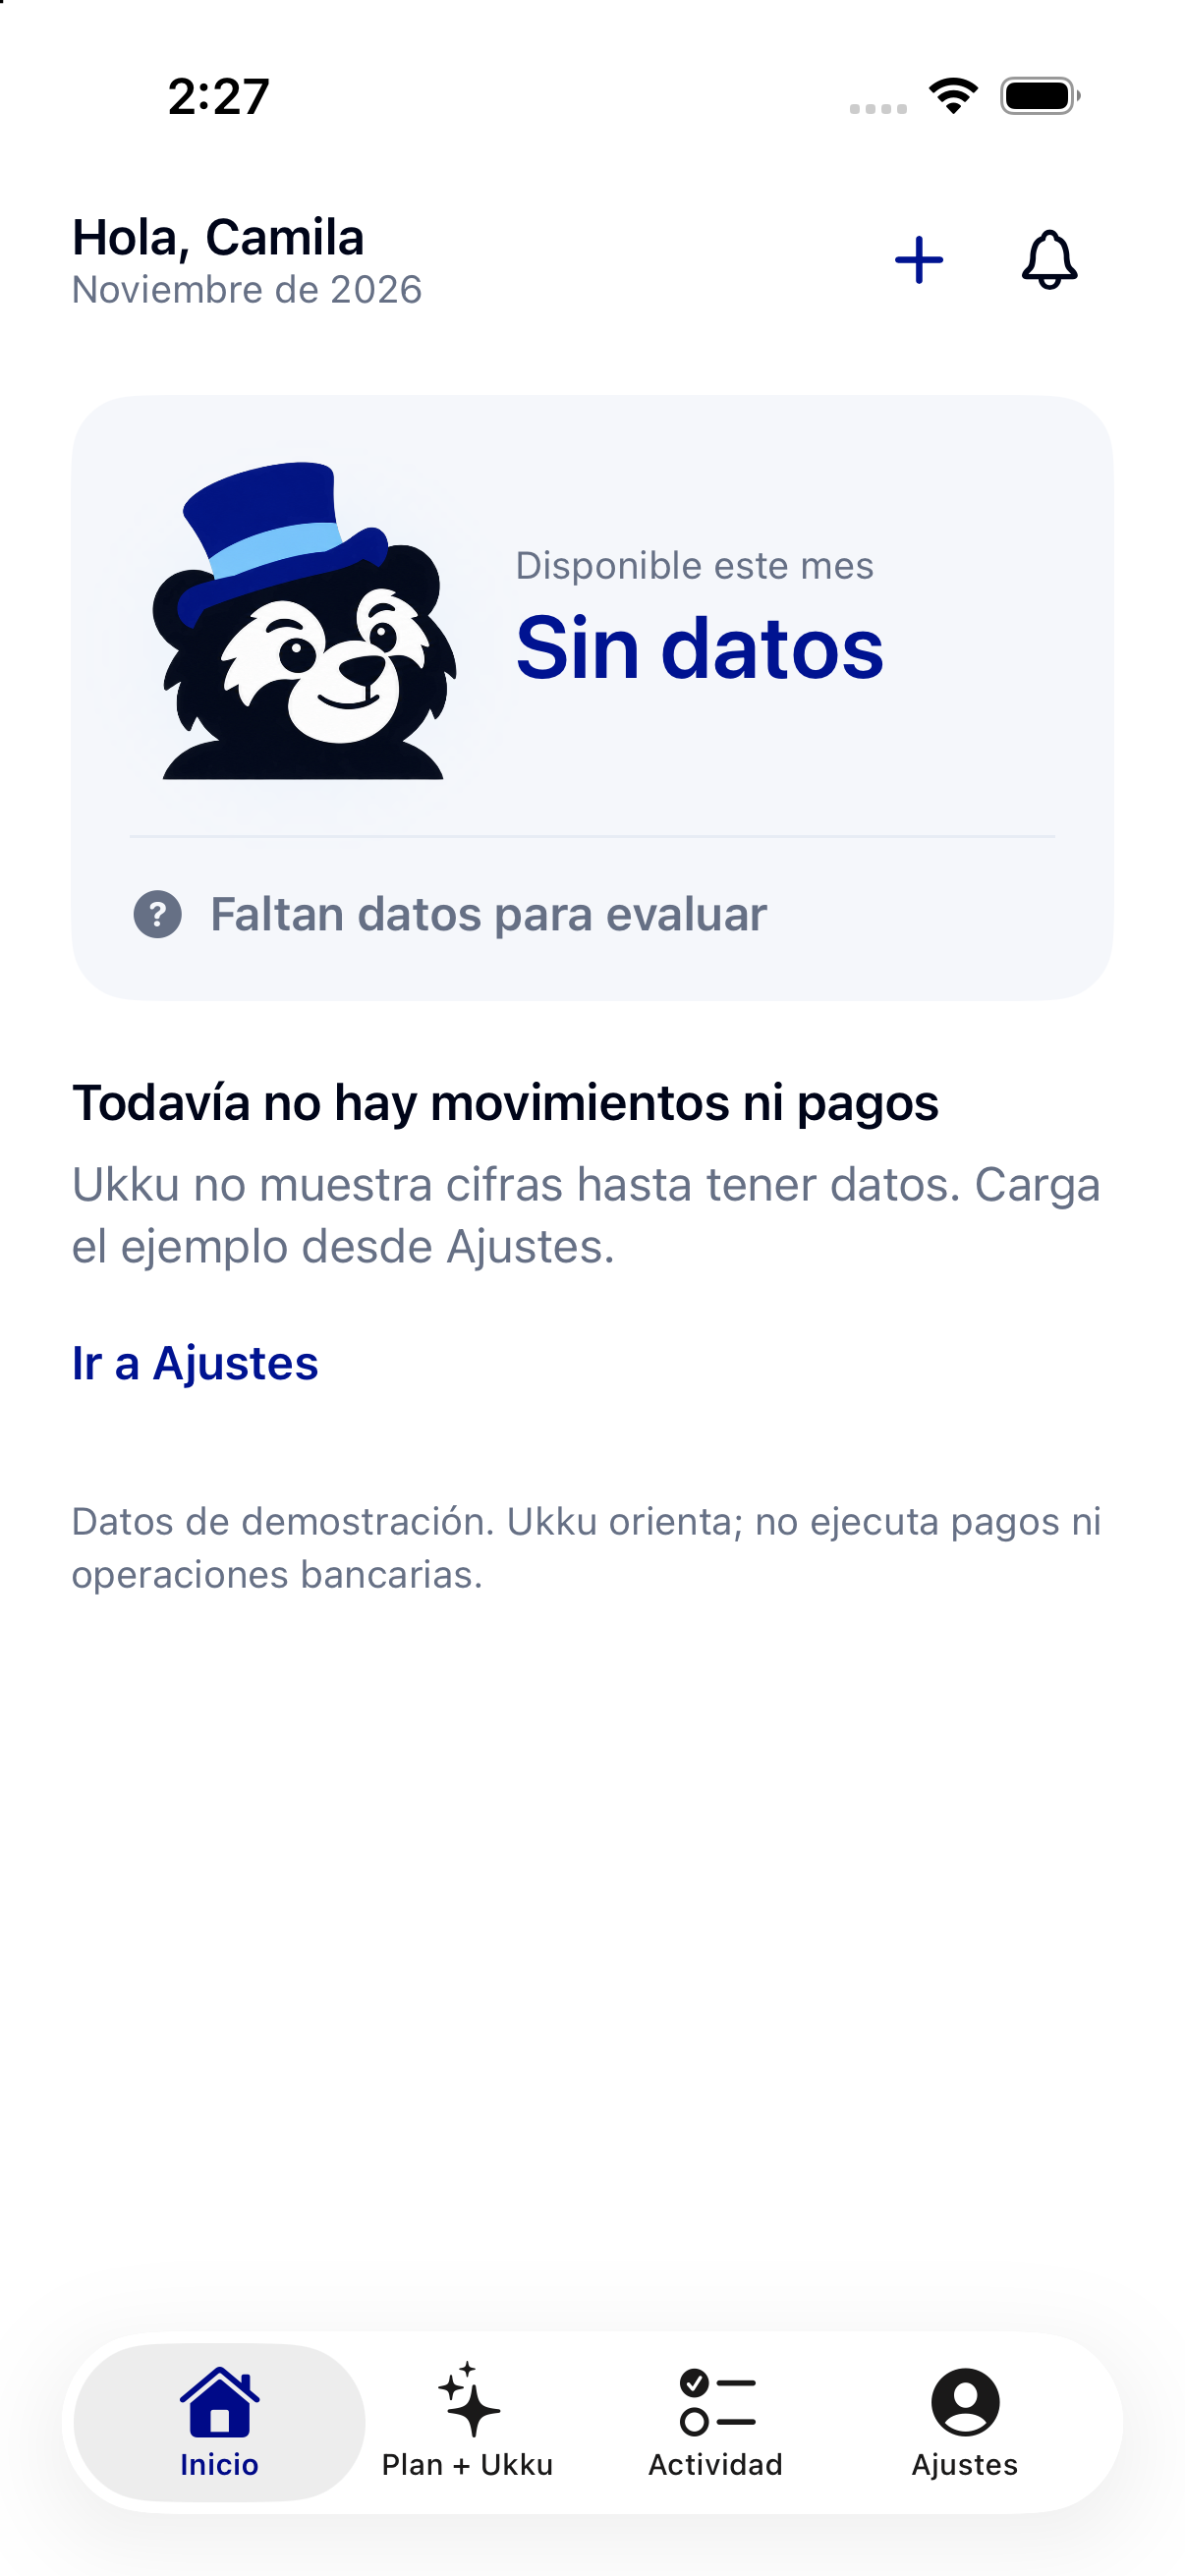 2:27
Hola, Camila
Noviembre de 2026
Disponible este mes
Sin datos
? Faltan datos para evaluar
Todavía no hay movimientos ni pagos
Ukku no muestra cifras hasta tener datos. Carga
el ejemplo desde Ajustes.
Ir a Ajustes
Datos de demostración. Ukku orienta; no ejecuta pagos ni
operaciones bancarias.
Inicio
Plan + Ukku
Actividad
Ajustes